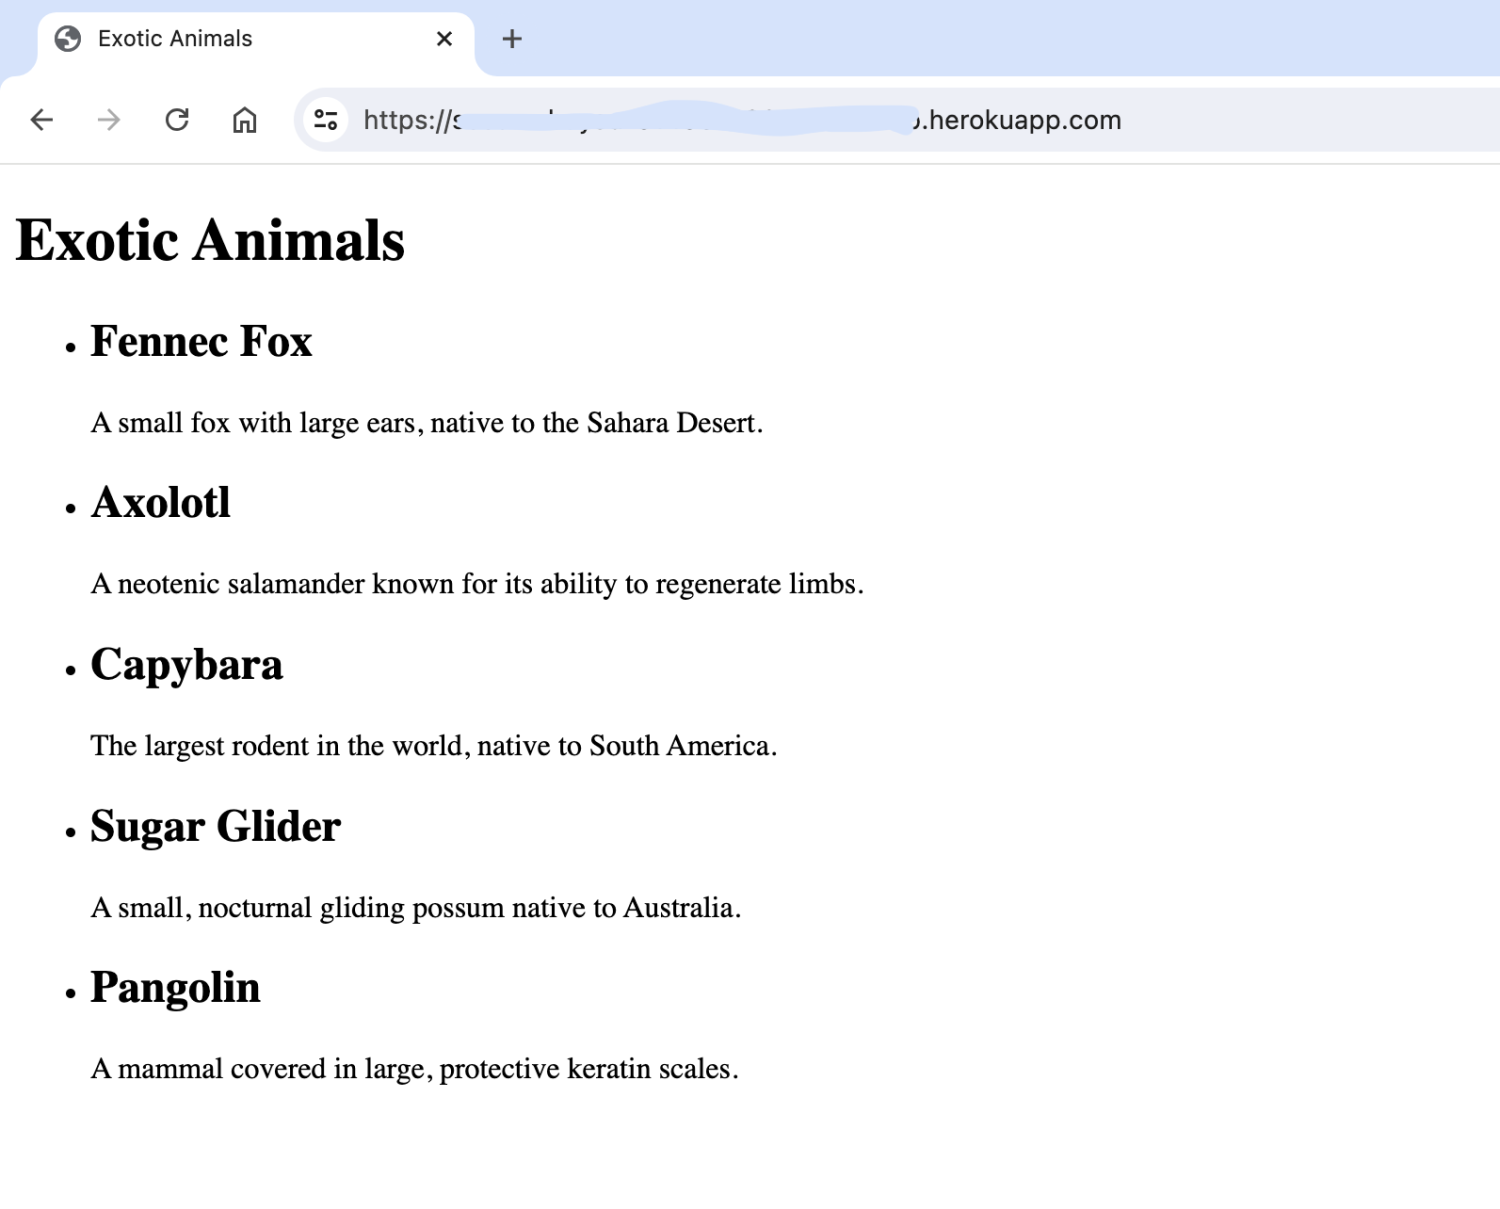 Exotic Animals
https://s .herokuapp.com
Exotic Animals
Fennec Fox
A small fox with large ears, native to the Sahara Desert.
Axolotl
A neotenic salamander known for its ability to regenerate limbs.
Capybara
The largest rodent in the world, native to South America.
Sugar Glider
A small, nocturnal gliding possum native to Australia.
Pangolin
A mammal covered in large, protective keratin scales.